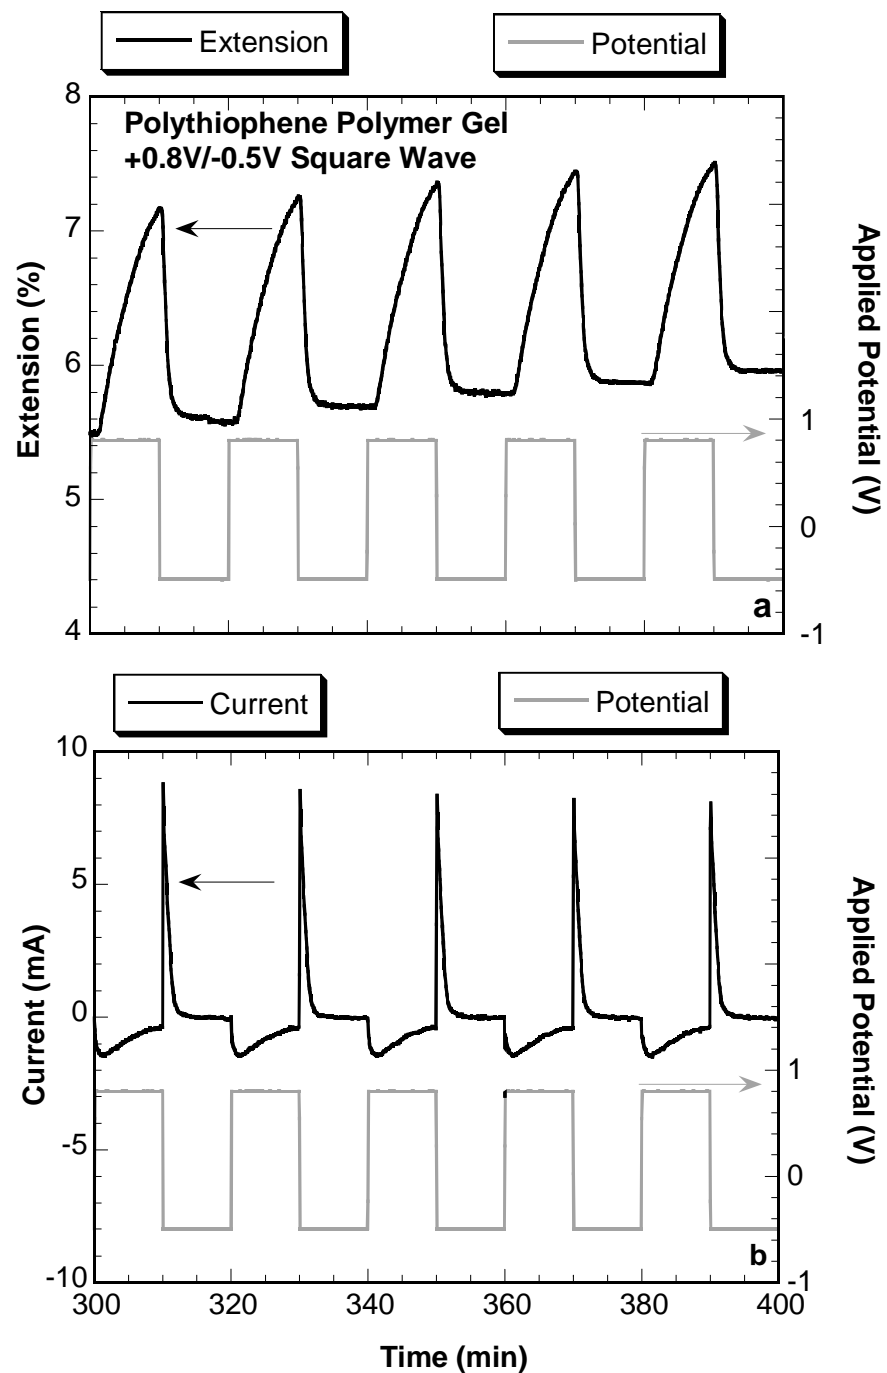 Extension
Potential
Polythiophene Polymer Gel
+0.8V/-0.5V Square Wave
8
7
6
5
4
Extension (%)
1
0
-1
Applied Potential (V)
a
Current
Potential
10
5
0
-5
-10
Current (mA)
1
0
-1
Applied Potential (V)
b
300 320 340 360 380 400
Time (min)